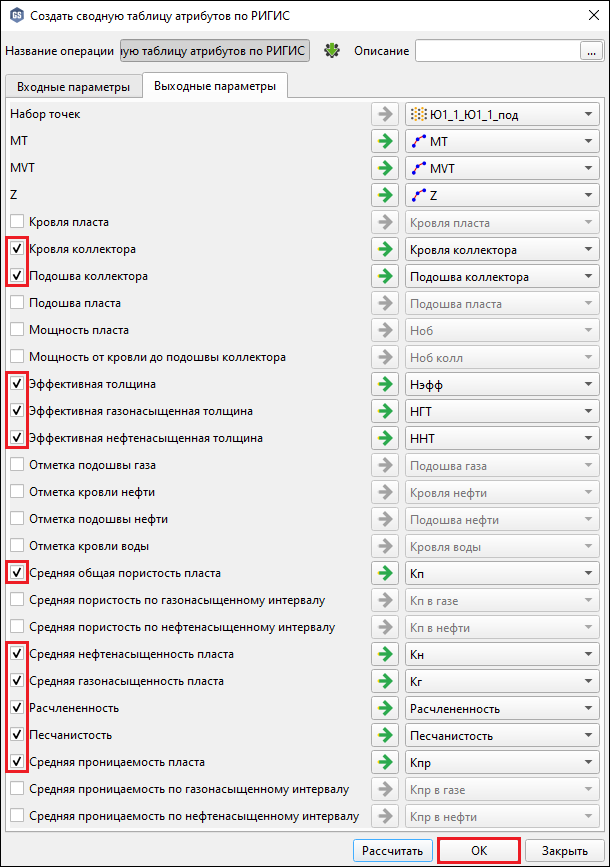 GS Создать сводную таблицу атрибутов по РИГИС
Название операции ую таблицу атрибутов по РИГИС Описание ...
Входные параметры Выходные параметры
Набор точек Ю1_1_Ю1_1_под
MT MT
MVT MVT
Z Z
Кровля пласта Кровля пласта
Кровля коллектора Кровля коллектора
Подошва коллектора Подошва коллектора
Подошва пласта Подошва пласта
Мощность пласта Hоб
Мощность от кровли до подошвы коллектора Hоб колл
Эффективная толщина Нэфф
Эффективная газонасыщенная толщина НГТ
Эффективная нефтенасыщенная толщина ННТ
Отметка подошвы газа Подошва газа
Отметка кровли нефти Кровля нефти
Отметка подошвы нефти Подошва нефти
Отметка кровли воды Кровля воды
Средняя общая пористость пласта Кп
Средняя пористость по газонасыщенному интервалу Кп в газе
Средняя пористость по нефтенасыщенному интервалу Кп в нефти
Средняя нефтенасыщенность пласта Кн
Средняя газонасыщенность пласта Кг
Расчлененность Расчлененность
Песчанистость Песчанистость
Средняя проницаемость пласта Кпр
Средняя проницаемость по газонасыщенному интервалу Кпр в газе
Средняя проницаемость по нефтенасыщенному интервалу Кпр в нефти
Рассчитать ОК Закрыть